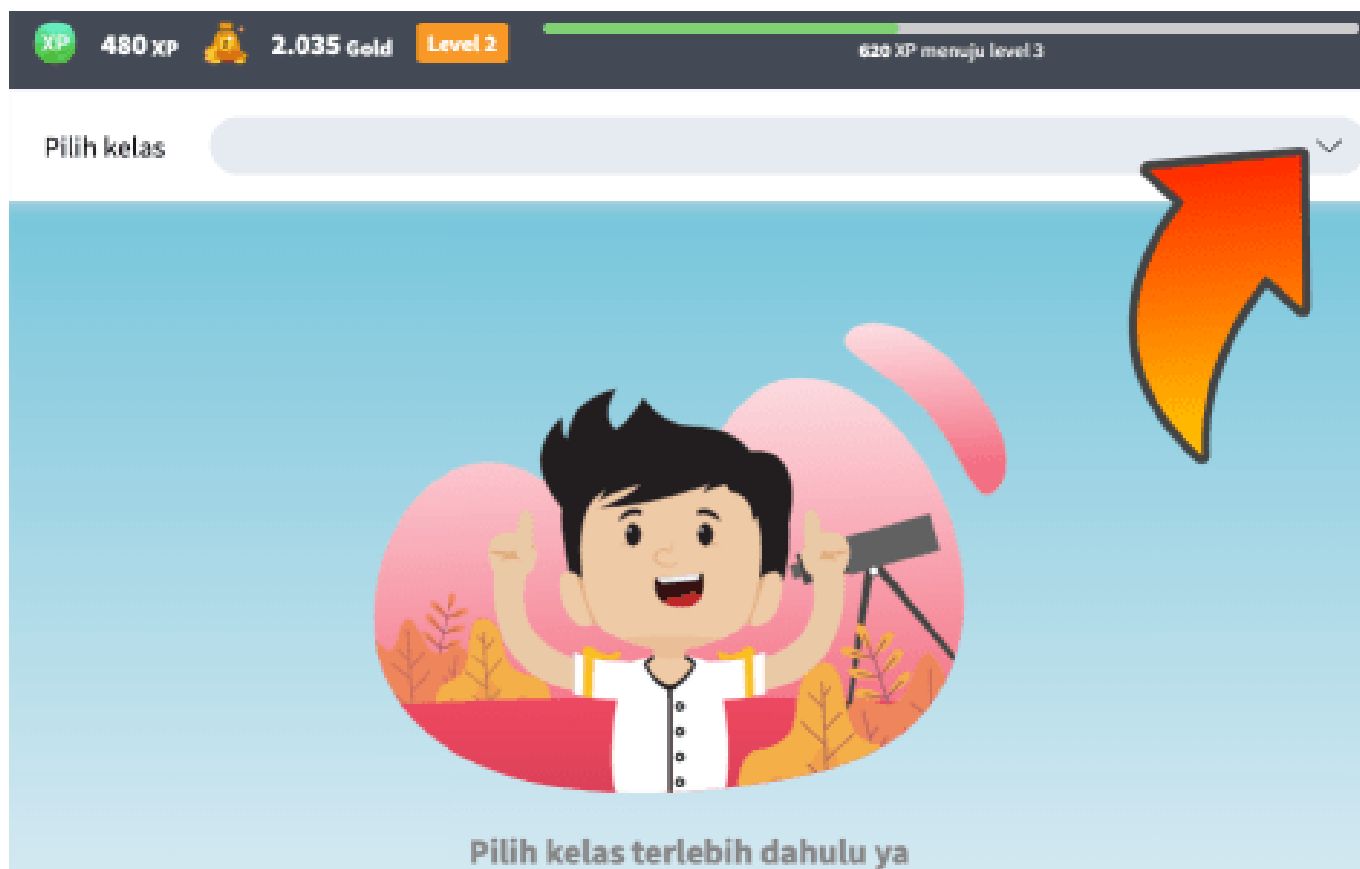 XP 480 XP 2.035 Gold Level 2
620 XP menuju level 3
Pilih kelas
Pilih kelas terlebih dahulu ya